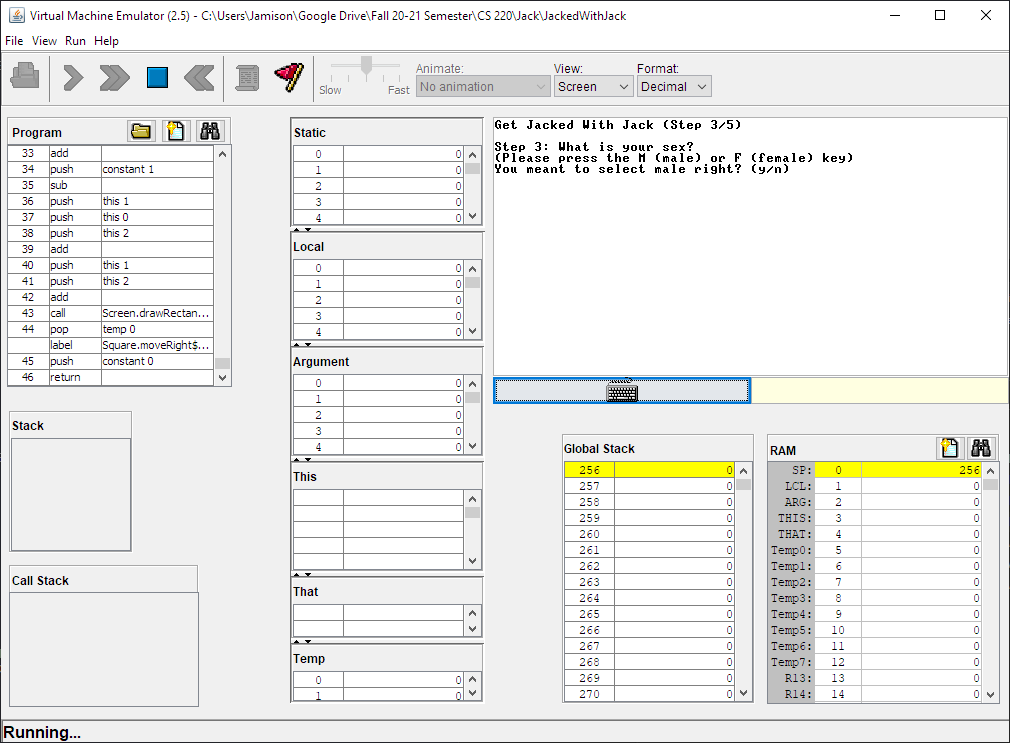 Virtual Machine Emulator (2.5) - C:\Users\Jamison\Google Drive\Fall 20-21 Semester\CS 220\Jack\JackedWithJack
File View Run Help
Slow Fast
Animate: No animation
View: Screen
Format: Decimal
Program
33 add
34 push constant 1
35 sub
36 push this 1
37 push this 0
38 push this 2
39 add
40 push this 1
41 push this 2
42 add
43 call Screen.drawRectan...
44 pop temp 0
label Square.moveRight$...
45 push constant 0
46 return
Stack
Call Stack
Static
0 0
1 0
2 0
3 0
4 0
Local
0 0
1 0
2 0
3 0
4 0
Argument
0 0
1 0
2 0
3 0
4 0
This
That
Temp
0 0
1 0
Get Jacked With Jack (Step 3/5)
Step 3: What is your sex?
(Please press the M (male) or F (female) key)
You meant to select male right? (y/n)
Global Stack
256 0
257 0
258 0
259 0
260 0
261 0
262 0
263 0
264 0
265 0
266 0
267 0
268 0
269 0
270 0
RAM
SP: 0 256
LCL: 1 0
ARG: 2 0
THIS: 3 0
THAT: 4 0
Temp0: 5 0
Temp1: 6 0
Temp2: 7 0
Temp3: 8 0
Temp4: 9 0
Temp5: 10 0
Temp6: 11 0
Temp7: 12 0
R13: 13 0
R14: 14 0
Running...